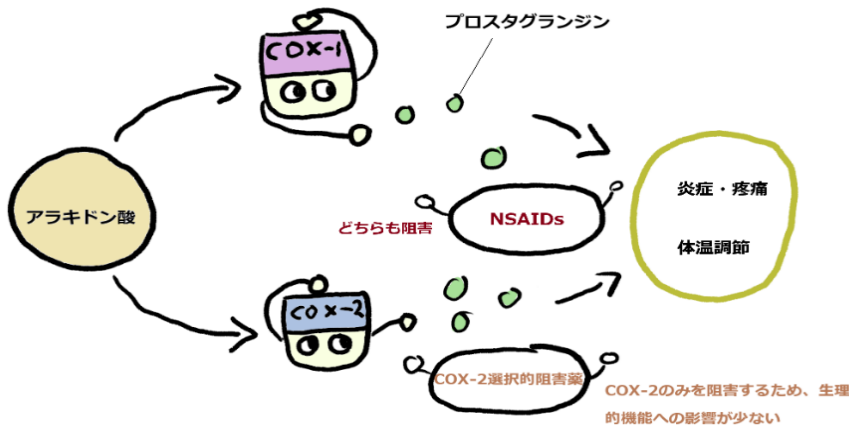 プロスタグランジン
COX-1
炎症・疼痛
アラキドン酸
NSAIDs
どちらも阻害
体温調節
COX-2
COX-2選択的阻害薬
COX-2のみを阻害するため、生理
的機能への影響が少ない